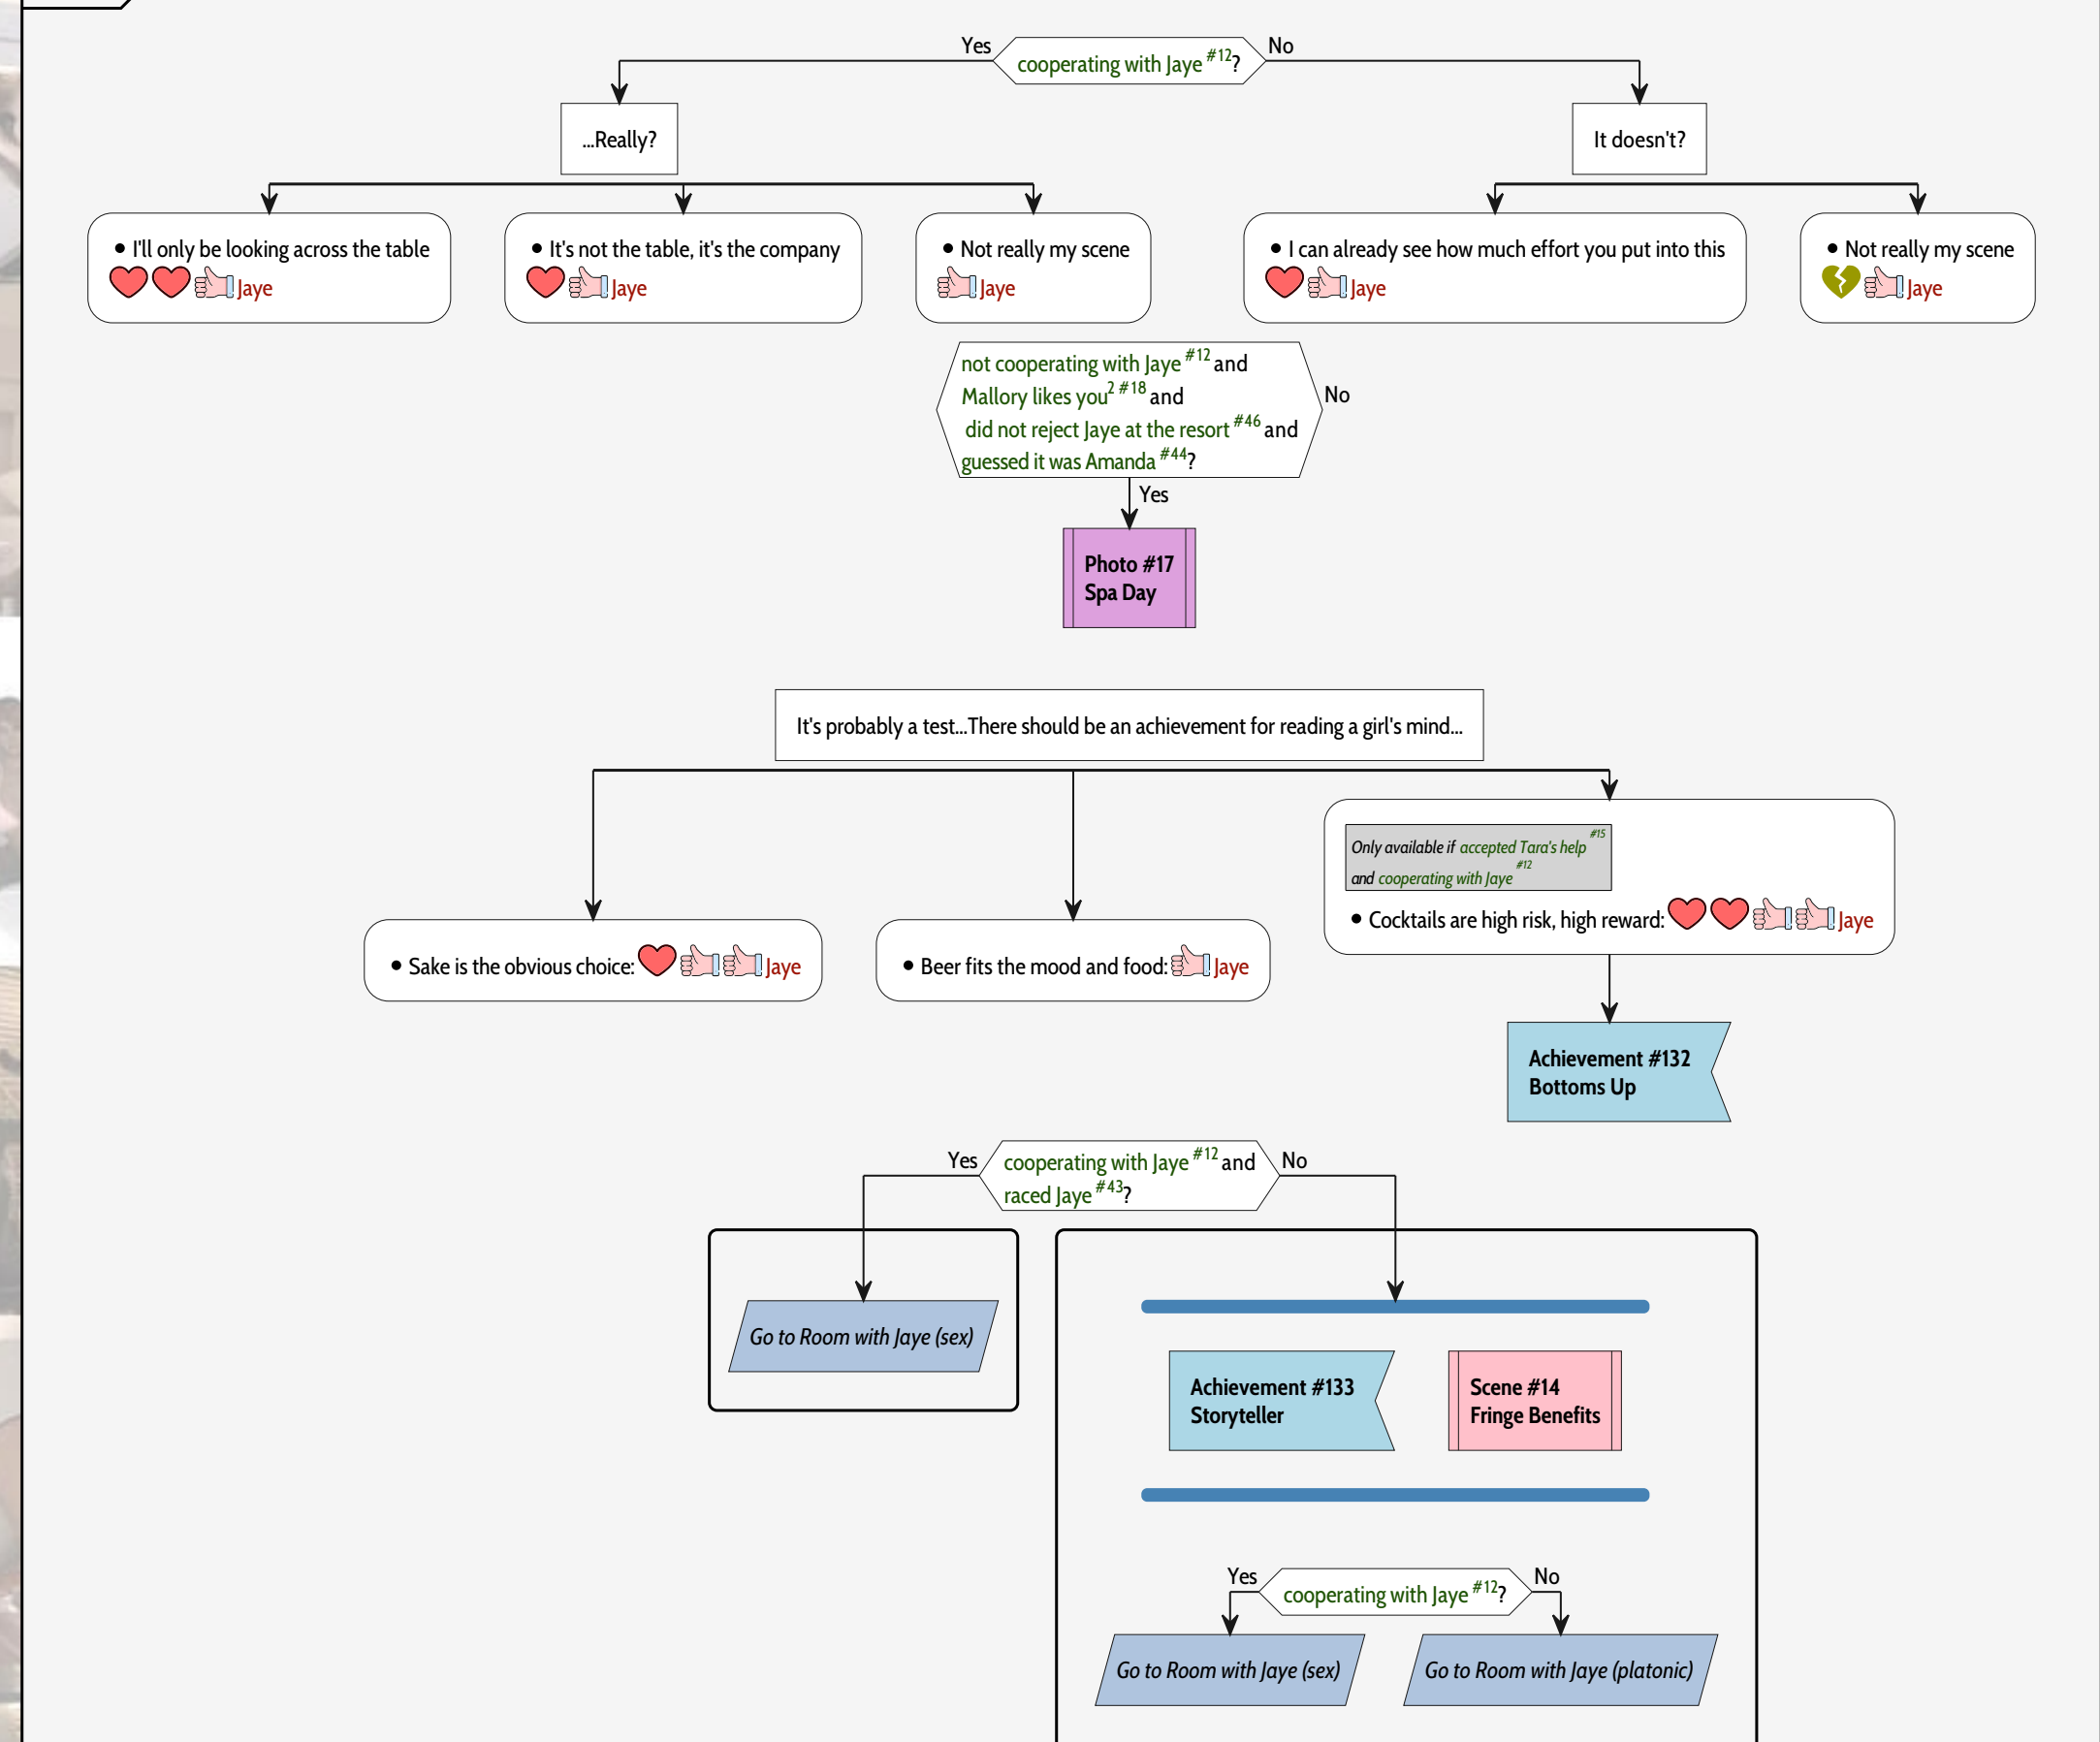 Yes
cooperating with Jaye #12?
No
...Really?
It doesn't?
• I'll only be looking across the table
Jaye
• It's not the table, it's the company
Jaye
• Not really my scene
Jaye
• I can already see how much effort you put into this
Jaye
• Not really my scene
Jaye
not cooperating with Jaye #12 and
Mallory likes you2 #18 and
did not reject Jaye at the resort #46 and
guessed it was Amanda #44?
No
Yes
Photo #17
Spa Day
It's probably a test...There should be an achievement for reading a girl's mind...
Only available if accepted Tara's help #15
and cooperating with Jaye #12
• Cocktails are high risk, high reward: Jaye
• Sake is the obvious choice: Jaye
• Beer fits the mood and food: Jaye
Achievement #132
Bottoms Up
Yes
cooperating with Jaye #12 and
raced Jaye #43?
No
Go to Room with Jaye (sex)
Achievement #133
Storyteller
Scene #14
Fringe Benefits
Yes
cooperating with Jaye #12?
No
Go to Room with Jaye (sex)
Go to Room with Jaye (platonic)